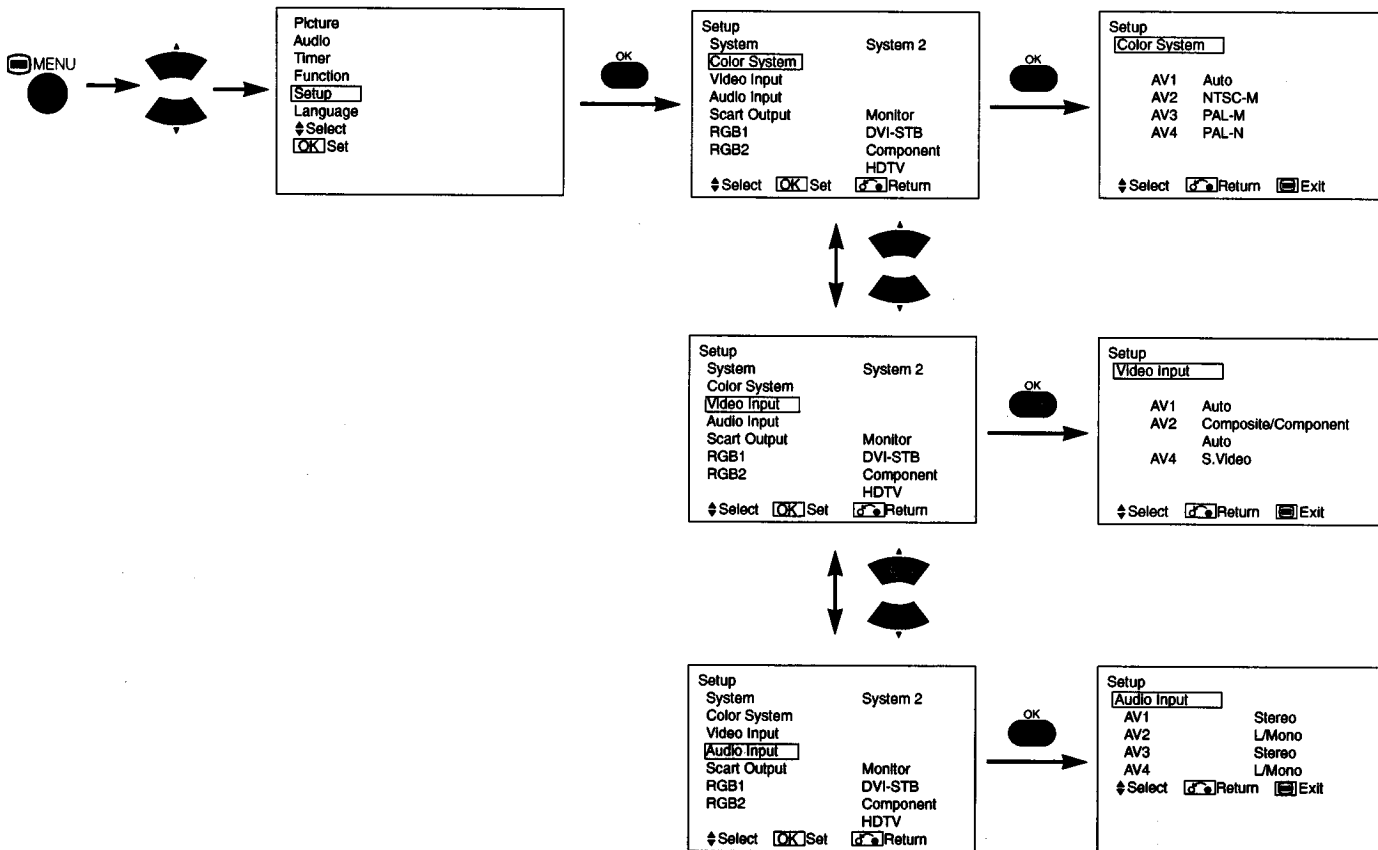 MENU
Picture
Audio
Timer
Function
Setup
Language
Select
OK Set
OK
Setup
System System 2
Color System
Video Input
Audio Input
Scart Output Monitor
RGB1 DVI-STB
RGB2 Component
HDTV
Select OK Set Return
OK
Setup
Color System
AV1 Auto
AV2 NTSC-M
AV3 PAL-M
AV4 PAL-N
Select Return Exit
Setup
System System 2
Color System
Video Input
Audio Input
Scart Output Monitor
RGB1 DVI-STB
RGB2 Component
HDTV
Select OK Set Return
OK
Setup
Video Input
AV1 Auto
AV2 Composite/Component
Auto
AV4 S.Video
Select Return Exit
Setup
System System 2
Color System
Video Input
Audio Input
Scart Output Monitor
RGB1 DVI-STB
RGB2 Component
HDTV
Select OK Set Return
OK
Setup
Audio Input
AV1 Stereo
AV2 L/Mono
AV3 Stereo
AV4 L/Mono
Select Return Exit